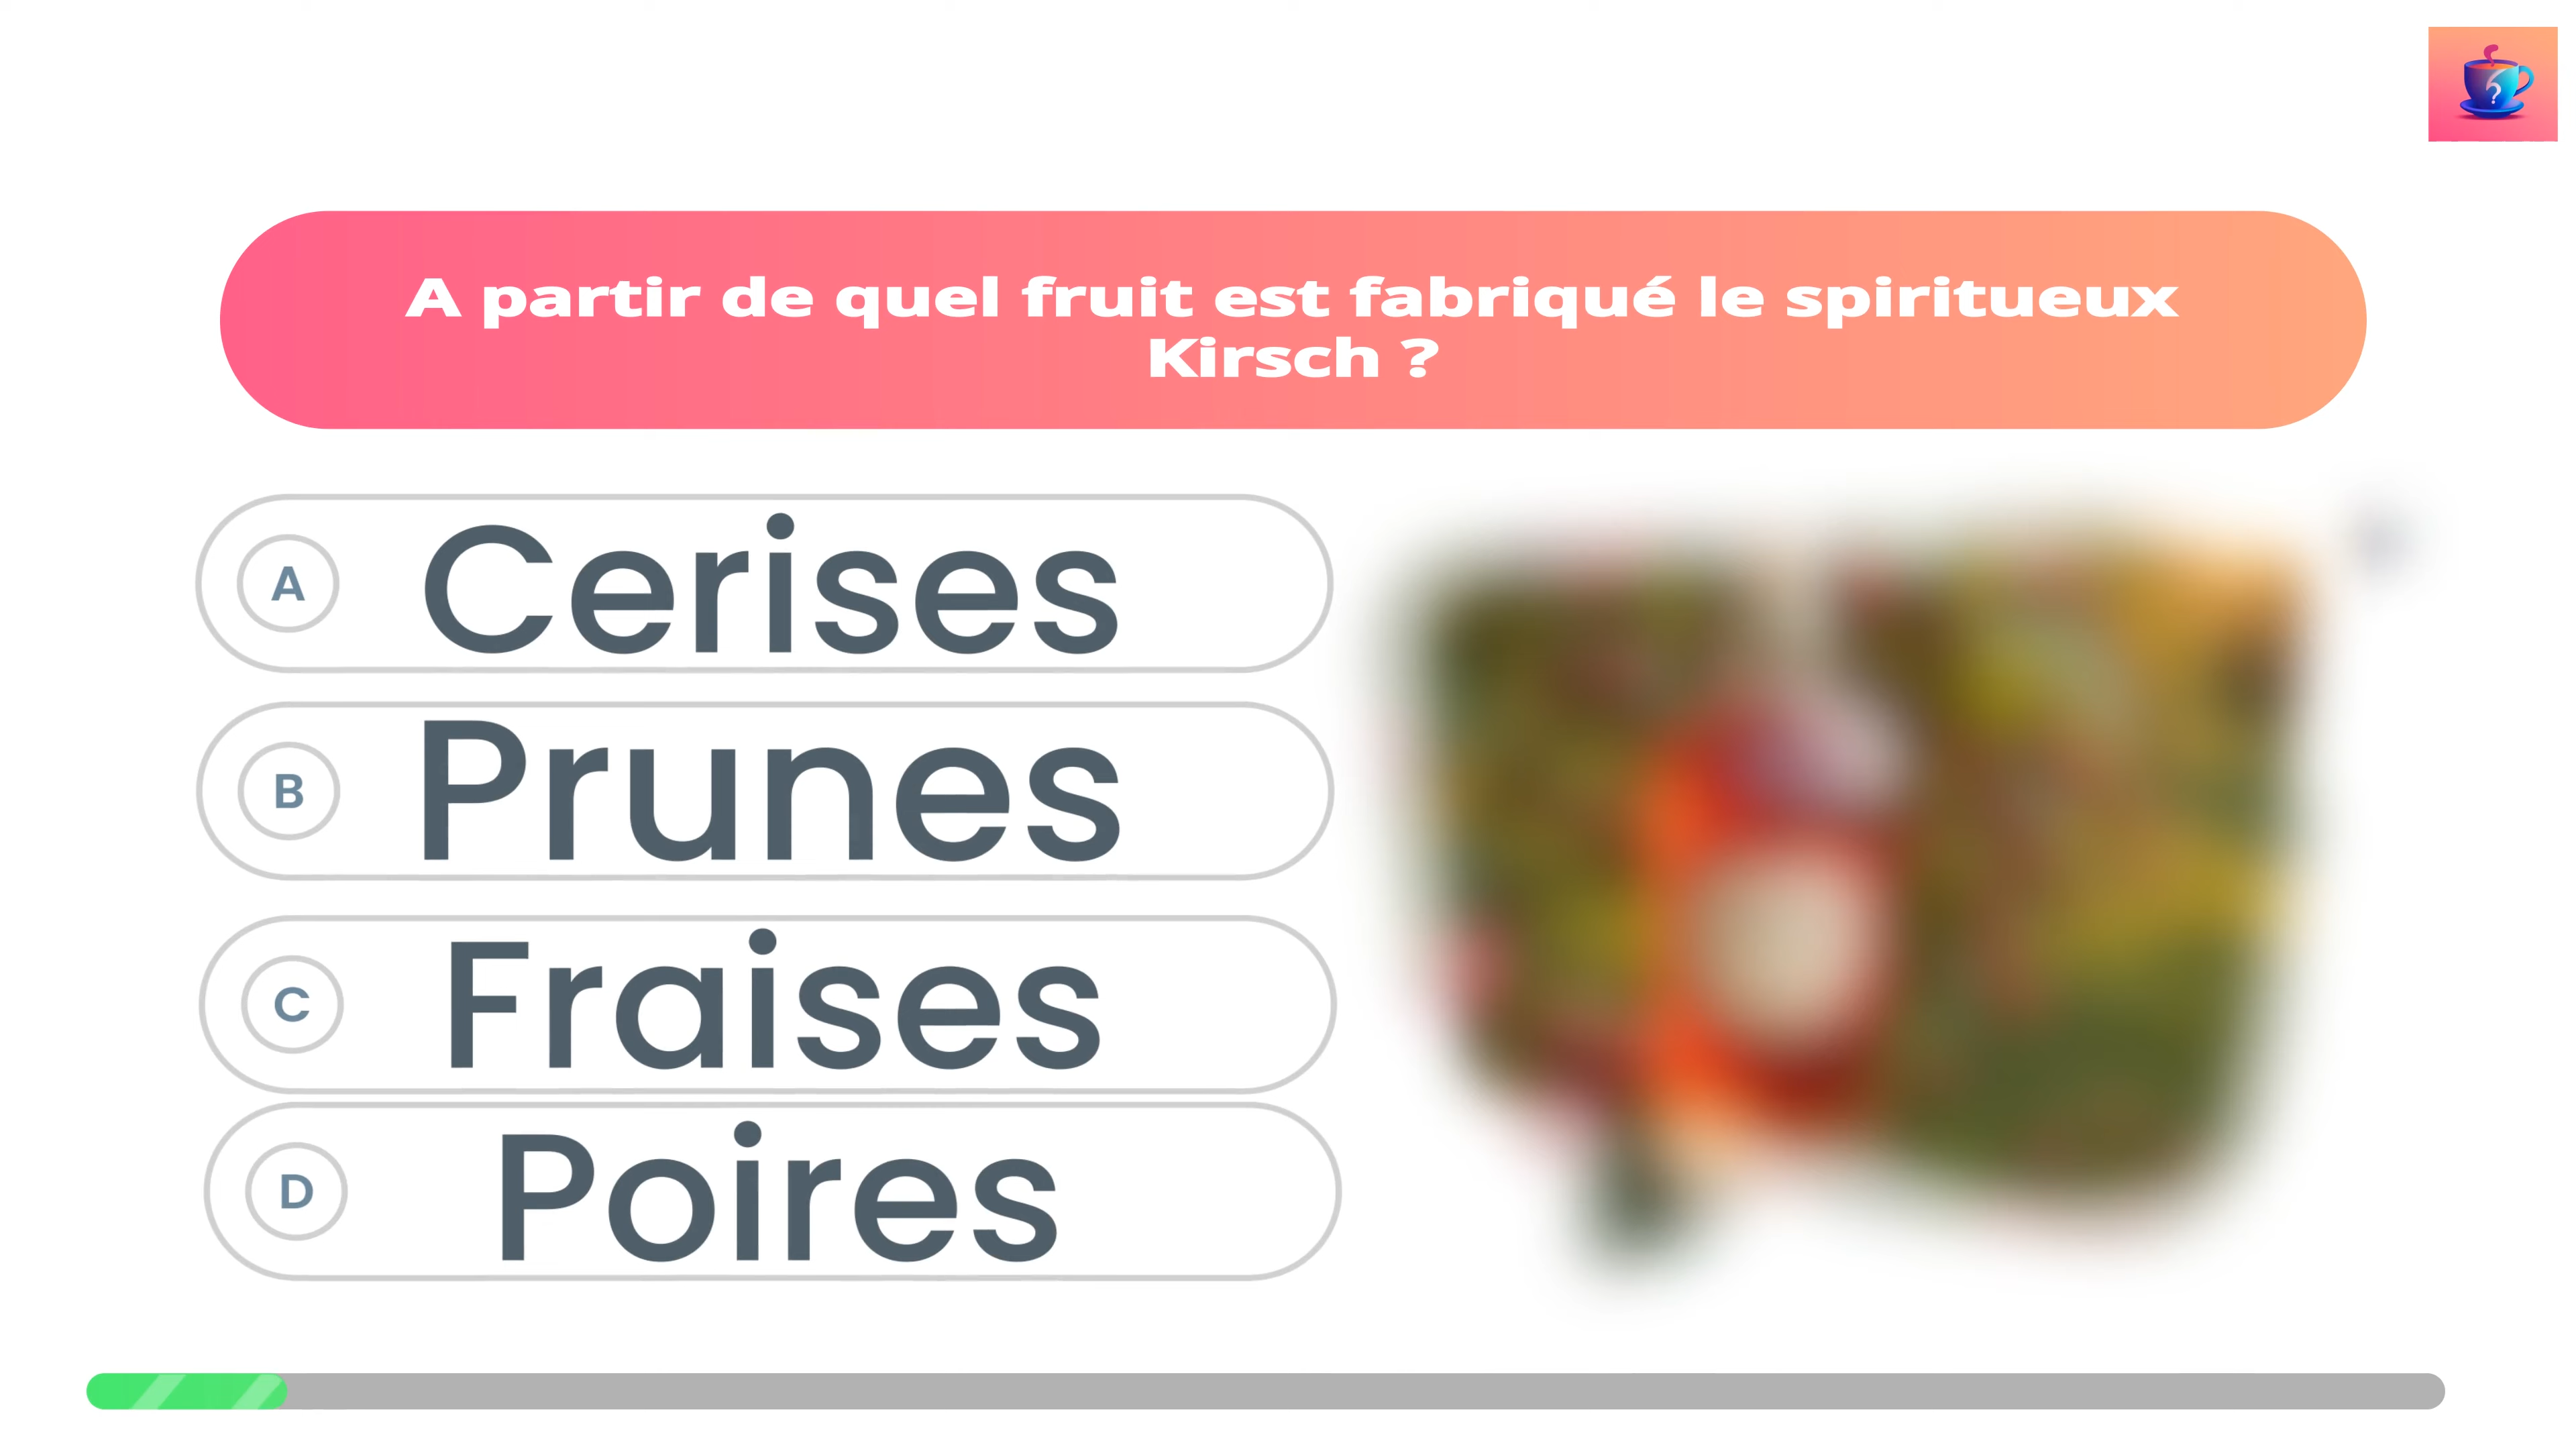 A partir de quel fruit est fabriqué le spiritueux
Kirsch ?
A Cerises
B Prunes
C Fraises
D Poires